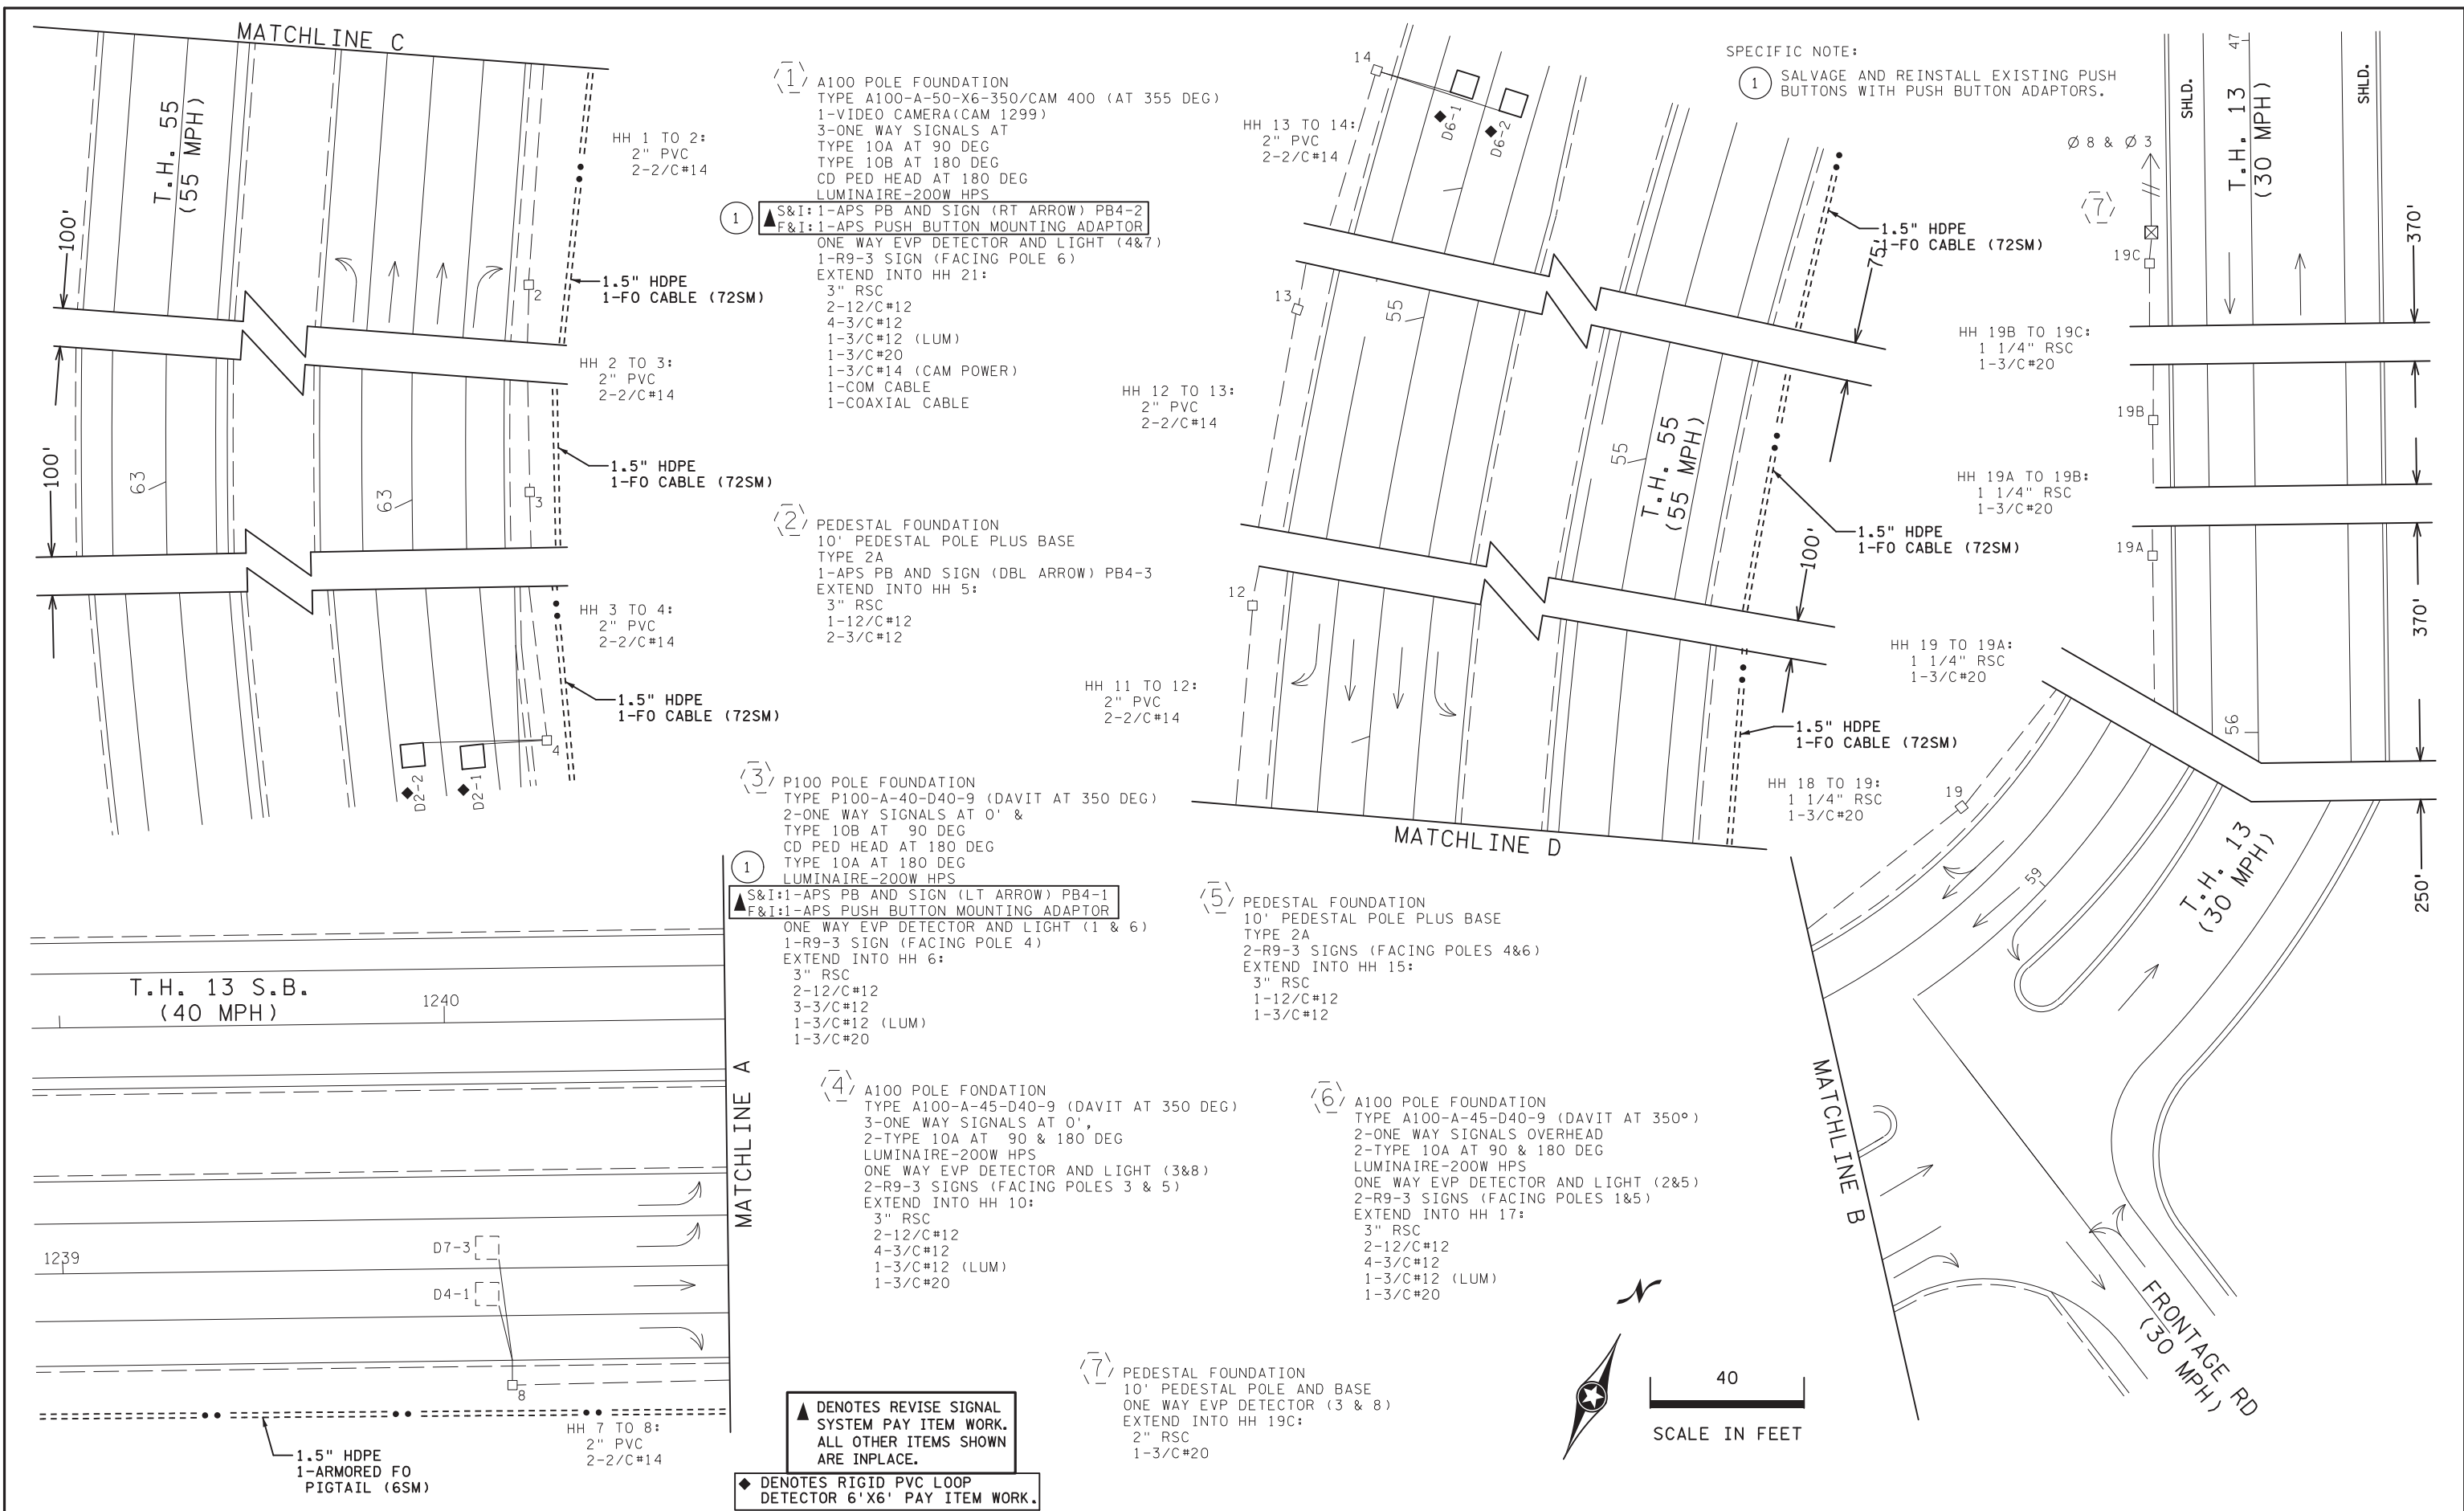 MATCHLINE C
T.H. 55
(55 MPH)
100'
100'
63
63
2
3
4
D2-2
D2-1
HH 1 TO 2:
2" PVC
2-2/C#14
1.5" HDPE
1-FO CABLE (72SM)
HH 2 TO 3:
2" PVC
2-2/C#14
1.5" HDPE
1-FO CABLE (72SM)
HH 3 TO 4:
2" PVC
2-2/C#14
1.5" HDPE
1-FO CABLE (72SM)
1
A100 POLE FOUNDATION
TYPE A100-A-50-X6-350/CAM 400 (AT 355 DEG)
1-VIDEO CAMERA(CAM 1299)
3-ONE WAY SIGNALS AT
TYPE 10A AT 90 DEG
TYPE 10B AT 180 DEG
CD PED HEAD AT 180 DEG
LUMINAIRE-200W HPS
1
S&I:1-APS PB AND SIGN (RT ARROW) PB4-2
F&I:1-APS PUSH BUTTON MOUNTING ADAPTOR
ONE WAY EVP DETECTOR AND LIGHT (4&7)
1-R9-3 SIGN (FACING POLE 6)
EXTEND INTO HH 21:
3" RSC
2-12/C#12
4-3/C#12
1-3/C#12 (LUM)
1-3/C#20
1-3/C#14 (CAM POWER)
1-COM CABLE
1-COAXIAL CABLE
2
PEDESTAL FOUNDATION
10' PEDESTAL POLE PLUS BASE
TYPE 2A
1-APS PB AND SIGN (DBL ARROW) PB4-3
EXTEND INTO HH 5:
3" RSC
1-12/C#12
2-3/C#12
3
P100 POLE FOUNDATION
TYPE P100-A-40-D40-9 (DAVIT AT 350 DEG)
2-ONE WAY SIGNALS AT 0' &
TYPE 10B AT 90 DEG
CD PED HEAD AT 180 DEG
TYPE 10A AT 180 DEG
LUMINAIRE-200W HPS
1
S&I:1-APS PB AND SIGN (LT ARROW) PB4-1
F&I:1-APS PUSH BUTTON MOUNTING ADAPTOR
ONE WAY EVP DETECTOR AND LIGHT (1 & 6)
1-R9-3 SIGN (FACING POLE 4)
EXTEND INTO HH 6:
3" RSC
2-12/C#12
3-3/C#12
1-3/C#12 (LUM)
1-3/C#20
4
A100 POLE FONDATION
TYPE A100-A-45-D40-9 (DAVIT AT 350 DEG)
3-ONE WAY SIGNALS AT 0',
2-TYPE 10A AT 90 & 180 DEG
LUMINAIRE-200W HPS
ONE WAY EVP DETECTOR AND LIGHT (3&8)
2-R9-3 SIGNS (FACING POLES 3 & 5)
EXTEND INTO HH 10:
3" RSC
2-12/C#12
4-3/C#12
1-3/C#12 (LUM)
1-3/C#20
5
PEDESTAL FOUNDATION
10' PEDESTAL POLE PLUS BASE
TYPE 2A
2-R9-3 SIGNS (FACING POLES 4&6)
EXTEND INTO HH 15:
3" RSC
1-12/C#12
1-3/C#12
6
A100 POLE FOUNDATION
TYPE A100-A-45-D40-9 (DAVIT AT 350°)
2-ONE WAY SIGNALS OVERHEAD
2-TYPE 10A AT 90 & 180 DEG
LUMINAIRE-200W HPS
ONE WAY EVP DETECTOR AND LIGHT (2&5)
2-R9-3 SIGNS (FACING POLES 1&5)
EXTEND INTO HH 17:
3" RSC
2-12/C#12
4-3/C#12
1-3/C#12 (LUM)
1-3/C#20
7
PEDESTAL FOUNDATION
10' PEDESTAL POLE AND BASE
ONE WAY EVP DETECTOR (3 & 8)
EXTEND INTO HH 19C:
2" RSC
1-3/C#20
T.H. 13 S.B.
(40 MPH)
1240
1239
D7-3
D4-1
8
MATCHLINE A
1.5" HDPE
1-ARMORED FO
PIGTAIL (6SM)
HH 7 TO 8:
2" PVC
2-2/C#14
▲ DENOTES REVISE SIGNAL
SYSTEM PAY ITEM WORK.
ALL OTHER ITEMS SHOWN
ARE INPLACE.
◆ DENOTES RIGID PVC LOOP
DETECTOR 6'X6' PAY ITEM WORK.
14
D6-1
D6-2
HH 13 TO 14:
2" PVC
2-2/C#14
13
55
55
HH 12 TO 13:
2" PVC
2-2/C#14
12
HH 11 TO 12:
2" PVC
2-2/C#14
T.H. 55
(55 MPH)
75'
100'
1.5" HDPE
1-FO CABLE (72SM)
1.5" HDPE
1-FO CABLE (72SM)
1.5" HDPE
1-FO CABLE (72SM)
MATCHLINE D
SPECIFIC NOTE:
1
SALVAGE AND REINSTALL EXISTING PUSH
BUTTONS WITH PUSH BUTTON ADAPTORS.
Ø 8 & Ø 3
7
19C
SHLD.
47
T.H. 13
(30 MPH)
SHLD.
370'
HH 19B TO 19C:
1 1/4" RSC
1-3/C#20
19B
HH 19A TO 19B:
1 1/4" RSC
1-3/C#20
19A
370'
HH 19 TO 19A:
1 1/4" RSC
1-3/C#20
56
HH 18 TO 19:
1 1/4" RSC
1-3/C#20
19
59
T.H. 13
(30 MPH)
250'
MATCHLINE B
FRONTAGE RD
(30 MPH)
N
40
SCALE IN FEET